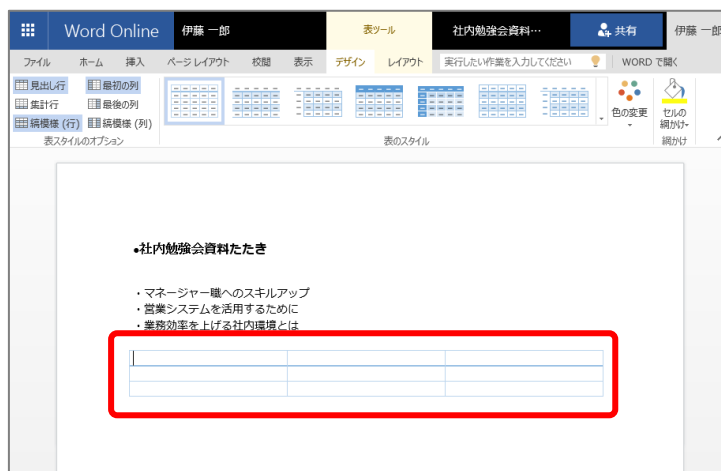 Word Online 伊藤 一郎 表ツール 社内勉強会資料… 共有 伊藤 一郎
ファイル ホーム 挿入 ページ レイアウト 校閲 表示 デザイン レイアウト 実行したい作業を入力してください WORD で開く
見出し行 最初の列
集計行 最後の列
縞模様 (行) 縞模様 (列)
色の変更 セルの
網かけ
表スタイルのオプション 表のスタイル 網かけ
•社内勉強会資料たたき
・マネージャー職へのスキルアップ
・営業システムを活用するために
・業務効率を上げる社内環境とは